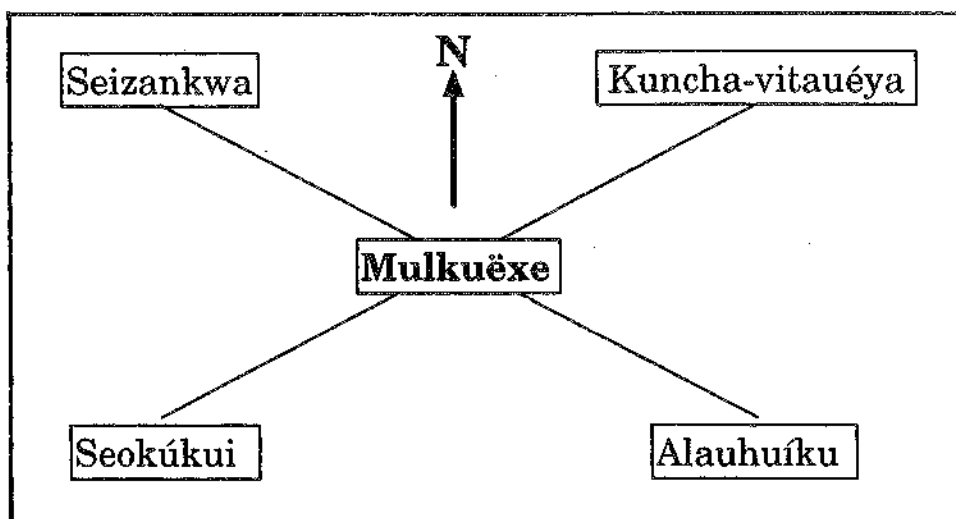 N
Seizankwa
Kuncha-vitauéya
Mulkuëxe
Seokúkui
Alauhuíku